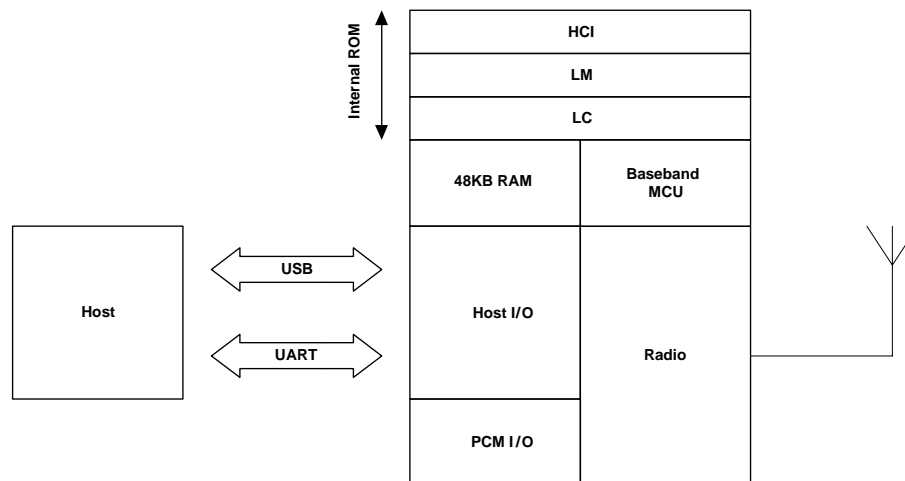 Internal ROM
HCI
LM
LC
48KB RAM
Baseband
MCU
USB
Host
Host I/O
UART
Radio
PCM I/O